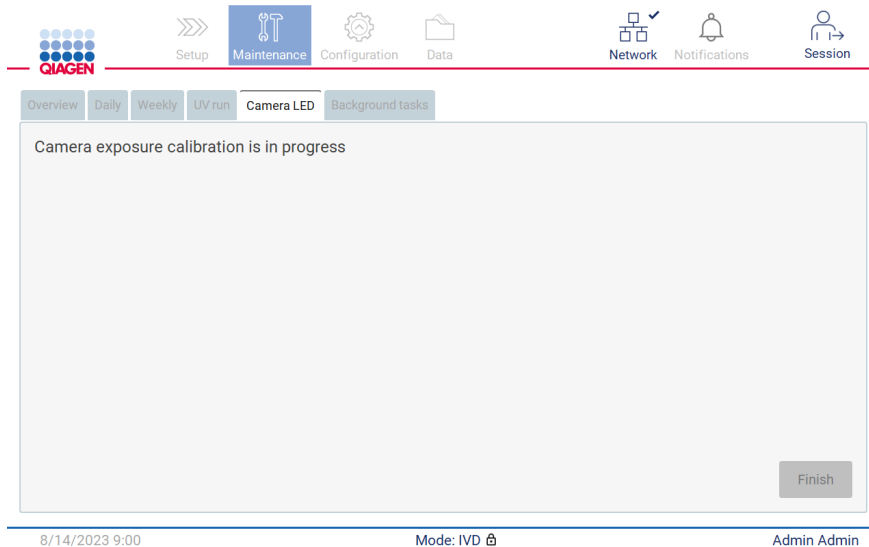 QIAGEN
Setup
Maintenance
Configuration
Data
Network
Notifications
Session
Overview
Daily
Weekly
UV run
Camera LED
Background tasks
Camera exposure calibration is in progress
Finish
8/14/2023 9:00
Mode: IVD
Admin Admin